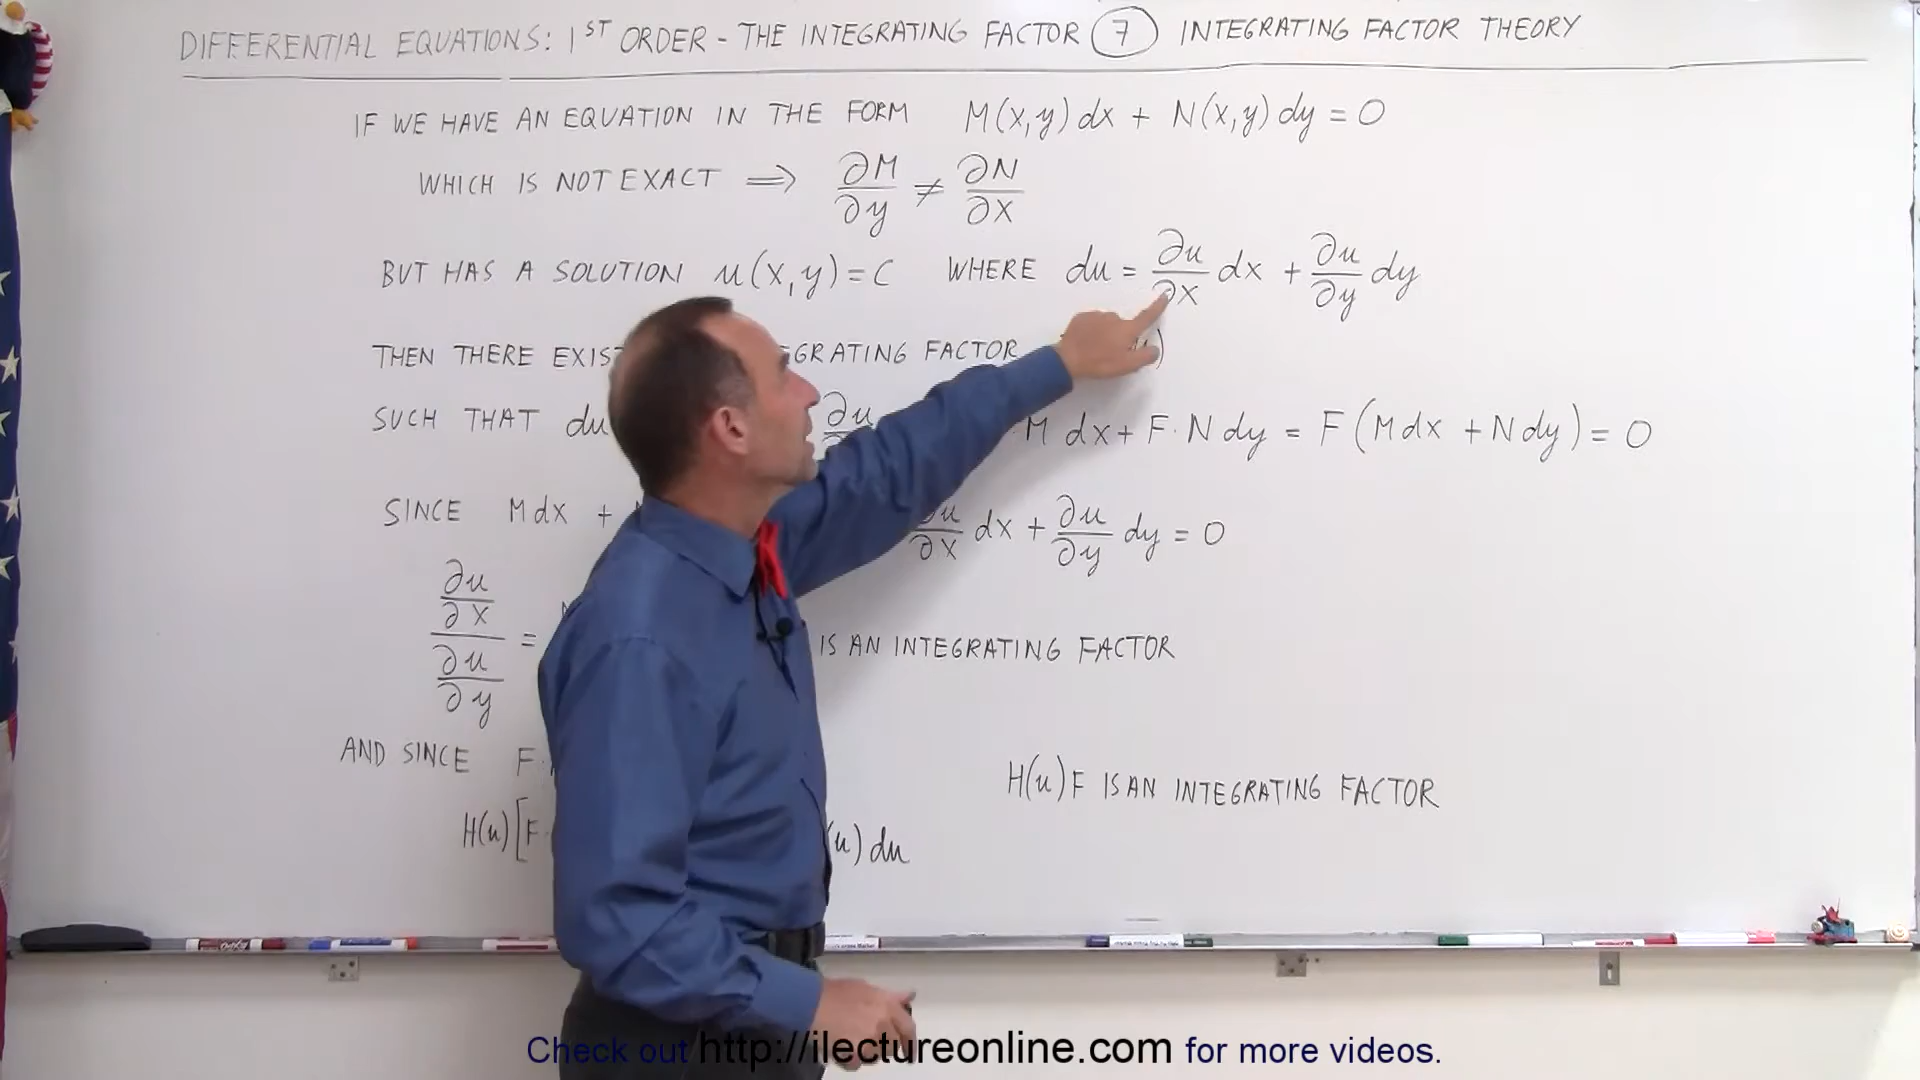 DIFFERENTIAL EQUATIONS: 1ST ORDER - THE INTEGRATING FACTOR 7 INTEGRATING FACTOR THEORY
IF WE HAVE AN EQUATION IN THE FORM M(x,y) dx + N(x,y) dy = 0
WHICH IS NOT EXACT ⟹ ∂M/∂y ≠ ∂N/∂x
BUT HAS A SOLUTION u(x,y) = C WHERE du = ∂u/∂x dx + ∂u/∂y dy
THEN THERE FACTOR
SUCH THAT du ∂u M dx + F · N dy = F (M dx + N dy) = 0
SINCE M dx + ∂u/∂x dx + ∂u/∂y dy = 0
∂u/∂x / ∂u/∂y = IS AN INTEGRATING FACTOR
AND SINCE F
H(u)F IS AN INTEGRATING FACTOR
H(u) [F (u) du
Check out http://ilectureonline.com for more videos.